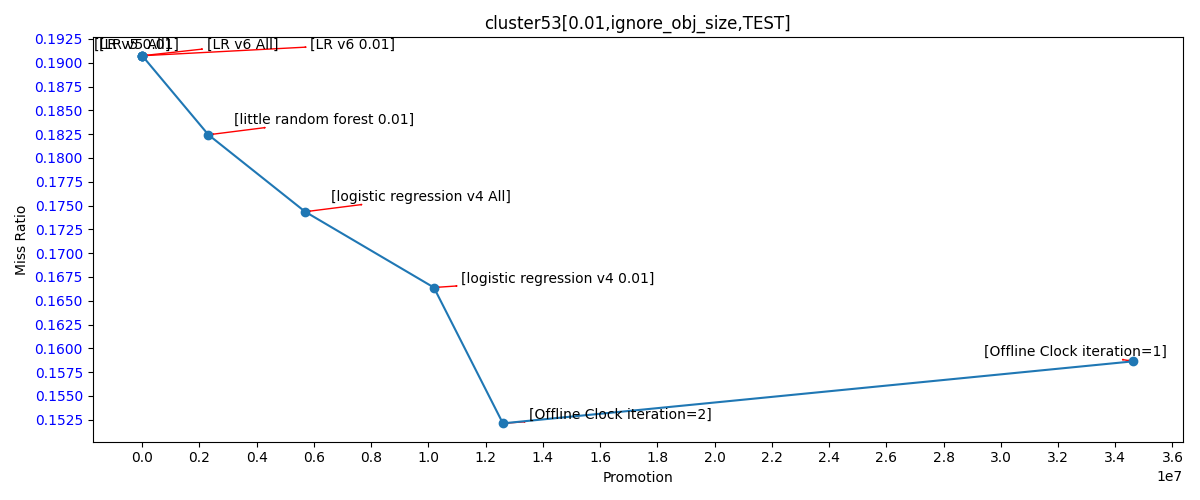 cluster53[0.01,ignore_obj_size,TEST]
Miss Ratio
0.1925
0.1900
0.1875
0.1850
0.1825
0.1800
0.1775
0.1750
0.1725
0.1700
0.1675
0.1650
0.1625
0.1600
0.1575
0.1550
0.1525
[LR v6 All]
[LR v6 0.01]
[little random forest 0.01]
[logistic regression v4 All]
[logistic regression v4 0.01]
[Offline Clock iteration=1]
[Offline Clock iteration=2]
0.0 0.2 0.4 0.6 0.8 1.0 1.2 1.4 1.6 1.8 2.0 2.2 2.4 2.6 2.8 3.0 3.2 3.4 3.6
1e7
Promotion